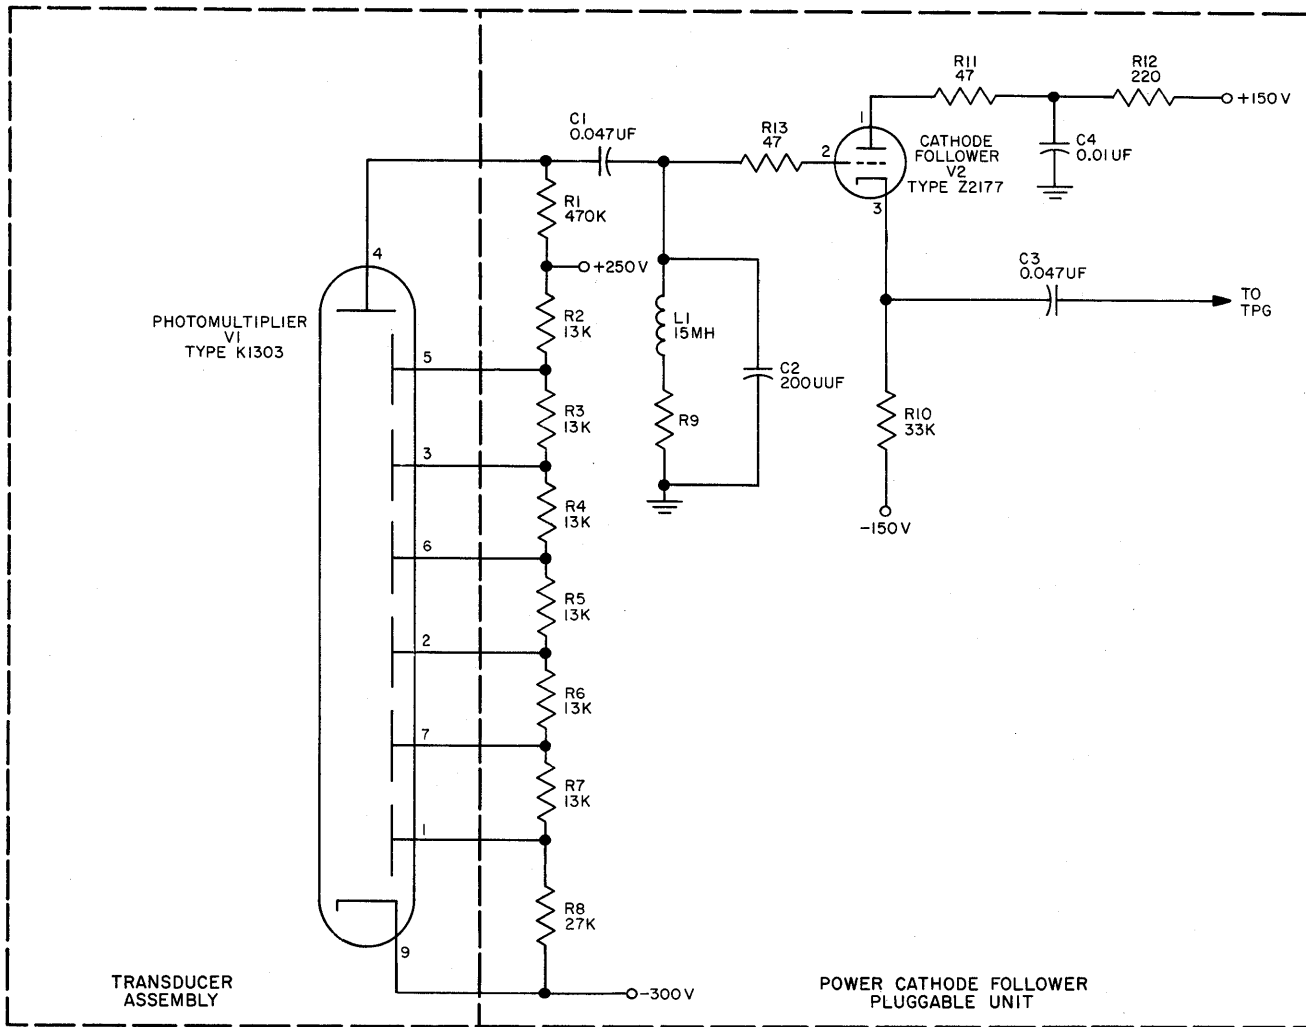 R11
47
R12
220
+150V
C1
0.047UF
R13
47
1
2
3
CATHODE
FOLLOWER
V2
TYPE Z2177
C4
0.01UF
R1
470K
4
+250V
C3
0.047UF
TO
TPG
PHOTOMULTIPLIER
V1
TYPE K1303
R2
13K
L1
15MH
5
C2
200UUF
R3
13K
R9
R10
33K
3
R4
13K
-150V
6
R5
13K
2
R6
13K
7
R7
13K
1
R8
27K
9
-300V
TRANSDUCER
ASSEMBLY
POWER CATHODE FOLLOWER
PLUGGABLE UNIT